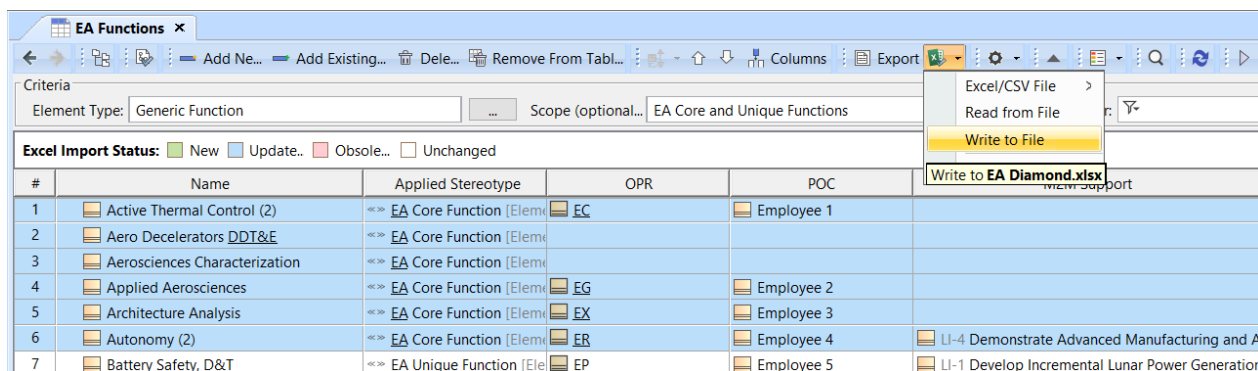 EA Functions ×
Add Ne... Add Existing... Dele... Remove From Tabl... Columns Export
Criteria
Element Type: Generic Function ... Scope (optional... EA Core and Unique Functions r:
Excel/CSV File >
Read from File
Write to File
Write to EA Diamond.xlsx
Excel Import Status: New Update.. Obsole... Unchanged
# Name Applied Stereotype OPR POC M2M Support
1 Active Thermal Control (2) «» EA Core Function [Eleme EC Employee 1
2 Aero Decelerators DDT&E «» EA Core Function [Eleme
3 Aerosciences Characterization «» EA Core Function [Eleme
4 Applied Aerosciences «» EA Core Function [Eleme EG Employee 2
5 Architecture Analysis «» EA Core Function [Eleme EX Employee 3
6 Autonomy (2) «» EA Core Function [Eleme ER Employee 4 LI-4 Demonstrate Advanced Manufacturing and A
7 Battery Safety, D&T «» EA Unique Function [Ele EP Employee 5 LI-1 Develop Incremental Lunar Power Generation